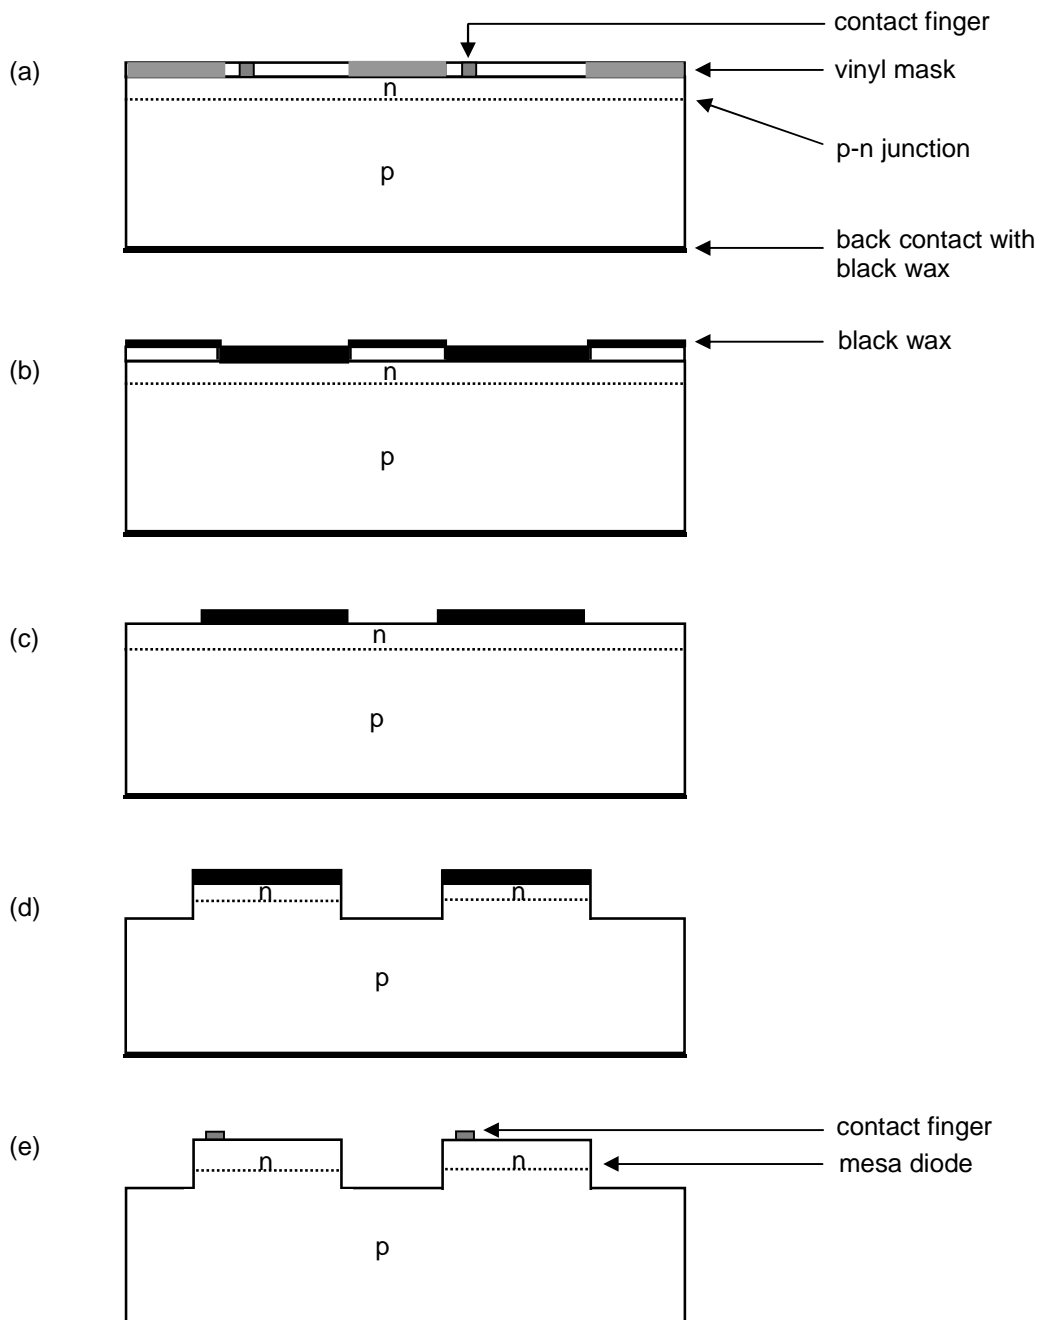 contact finger
(a)
vinyl mask
n
p-n junction
p
back contact with
black wax
black wax
(b)
n
p
(c)
n
p
(d)
n n
p
contact finger
(e)
mesa diode
n n
p